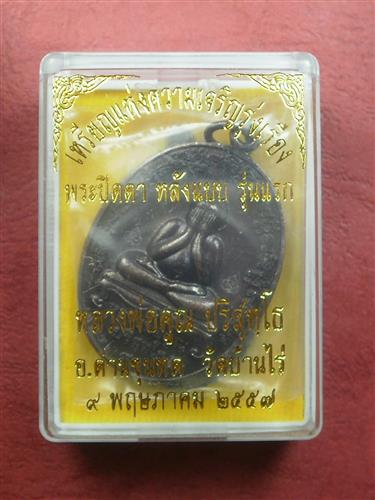 เหรียญแห่งความเจริญรุ่งเรือง
พระปิดตา หลังแบบ รุ่นแรก
หลวงพ่อคูณ ปริสุทฺโธ
อ.ด่านขุนทด วัดบ้านไร่
๙ พฤษภาคม ๒๕๕๗